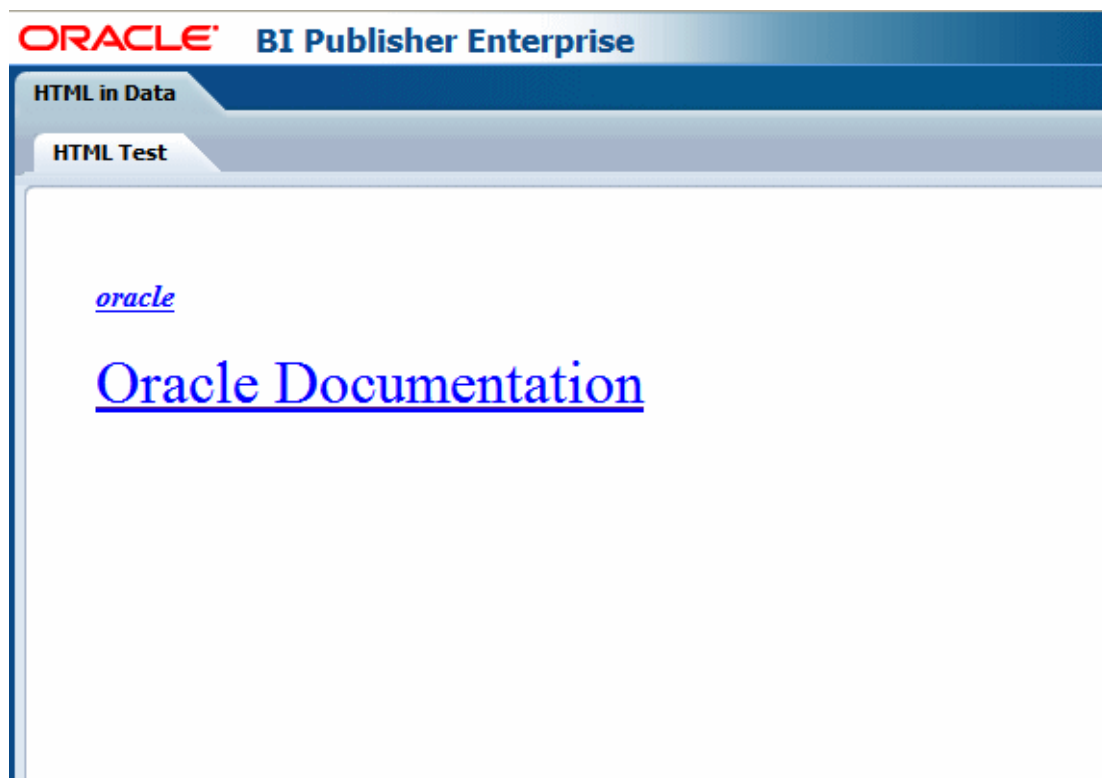 ORACLE BI Publisher Enterprise
HTML in Data
HTML Test
oracle
Oracle Documentation